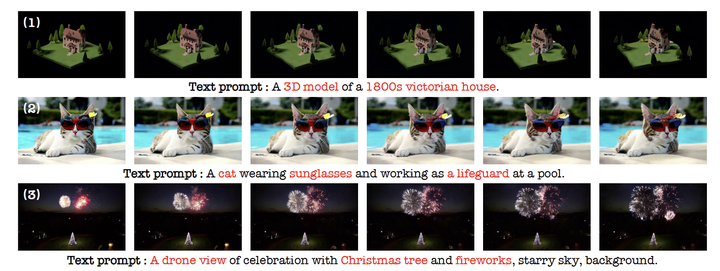 (1)
Text prompt : A 3D model of a 1800s victorian house.
(2)
Text prompt : A cat wearing sunglasses and working as a lifeguard at a pool.
(3)
Text prompt : A drone view of celebration with Christmas tree and fireworks, starry sky, background.